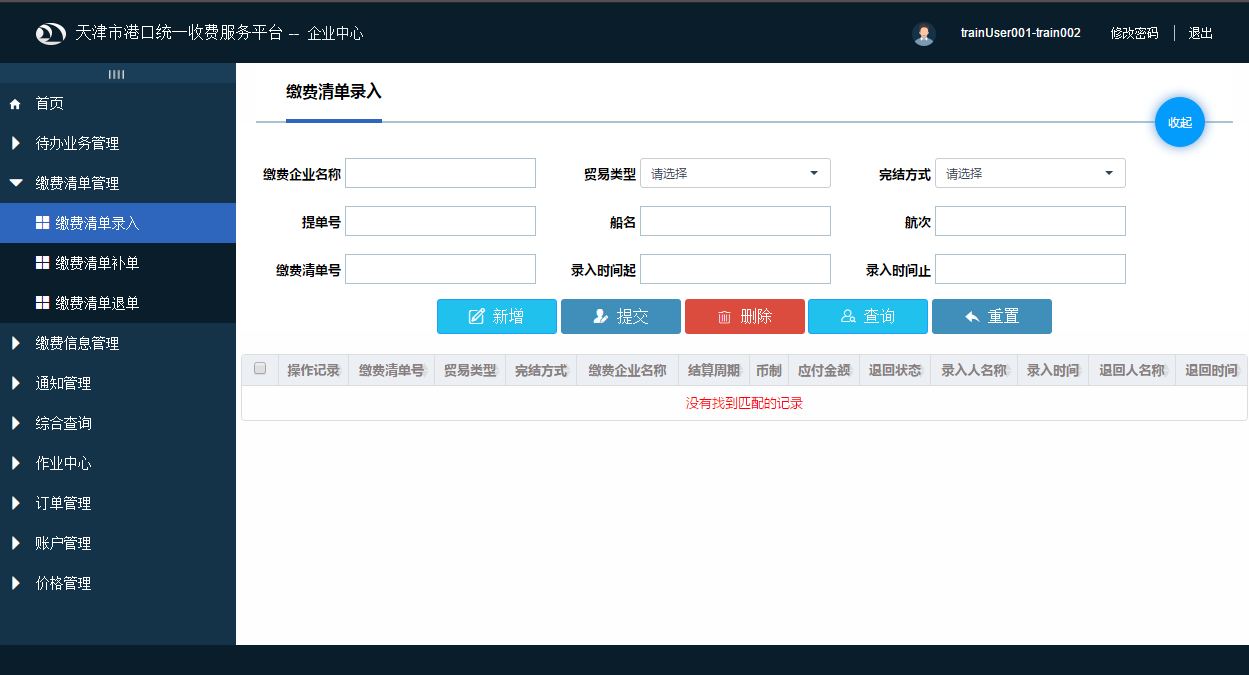 天津市港口统一收费服务平台 -- 企业中心
trainUser001-train002
修改密码
退出
首页
待办业务管理
缴费清单管理
缴费清单录入
缴费清单补单
缴费清单退单
缴费信息管理
通知管理
综合查询
作业中心
订单管理
账户管理
价格管理
缴费清单录入
收起
缴费企业名称 贸易类型 请选择 完结方式 请选择
提单号 船名 航次
缴费清单号 录入时间起 录入时间止
新增 提交 删除 查询 重置
操作记录 缴费清单号 贸易类型 完结方式 缴费企业名称 结算周期 币制 应付金额 退回状态 录入人名称 录入时间 退回人名称 退回时间
没有找到匹配的记录